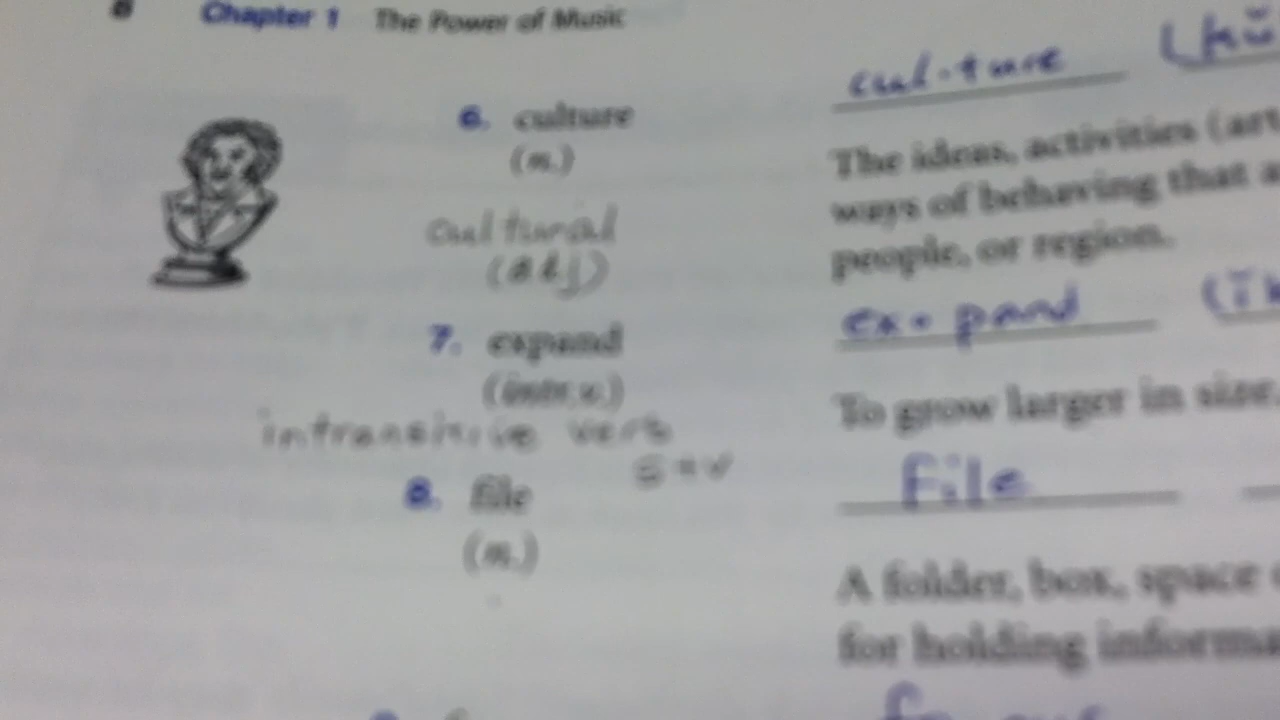 8 Chapter 1 The Power of Music
6. culture
(n.)
cul·ture
The ideas, activities (art
ways of behaving that a
people, or region.
cultural
(adj)
7. expand
(intr.v.)
ex·pand
To grow larger in size,
intransitive verb
S+V
8. file
(n.)
file
A folder, box, space
for holding informa